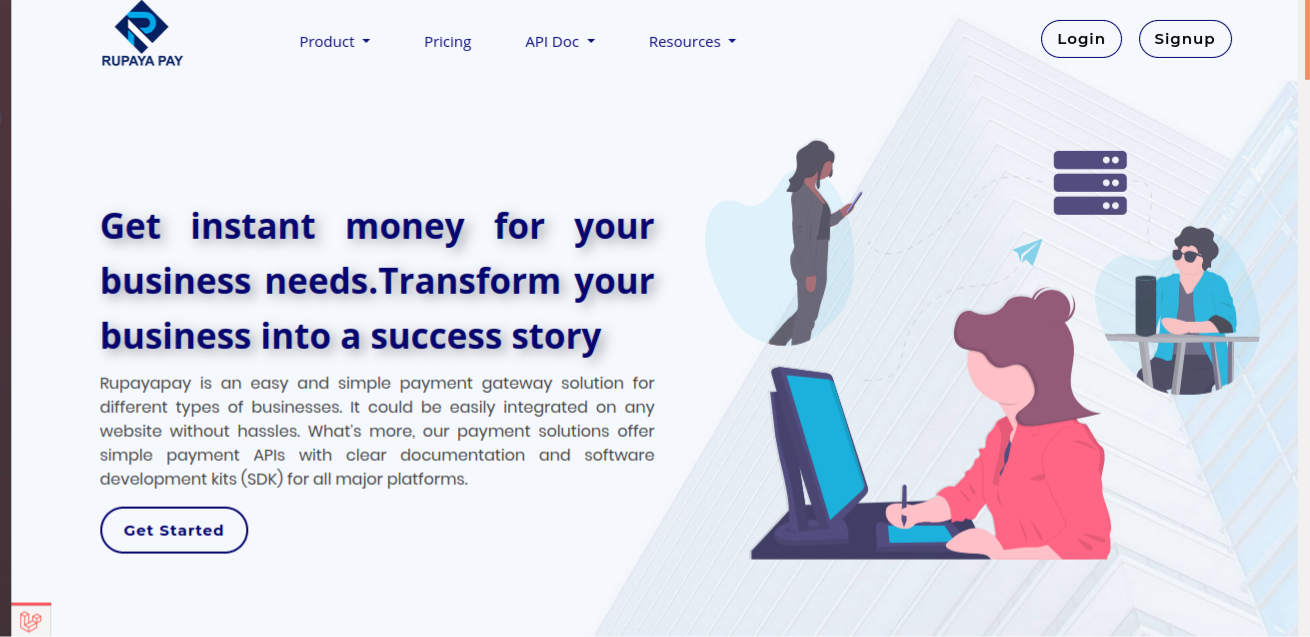 RUPAYA PAY
Product
Pricing
API Doc
Resources
Login
Signup
Get instant money for your
business needs.Transform your
business into a success story
Rupayapay is an easy and simple payment gateway solution for
different types of businesses. It could be easily integrated on any
website without hassles. What's more, our payment solutions offer
simple payment APIs with clear documentation and software
development kits (SDK) for all major platforms.
Get Started